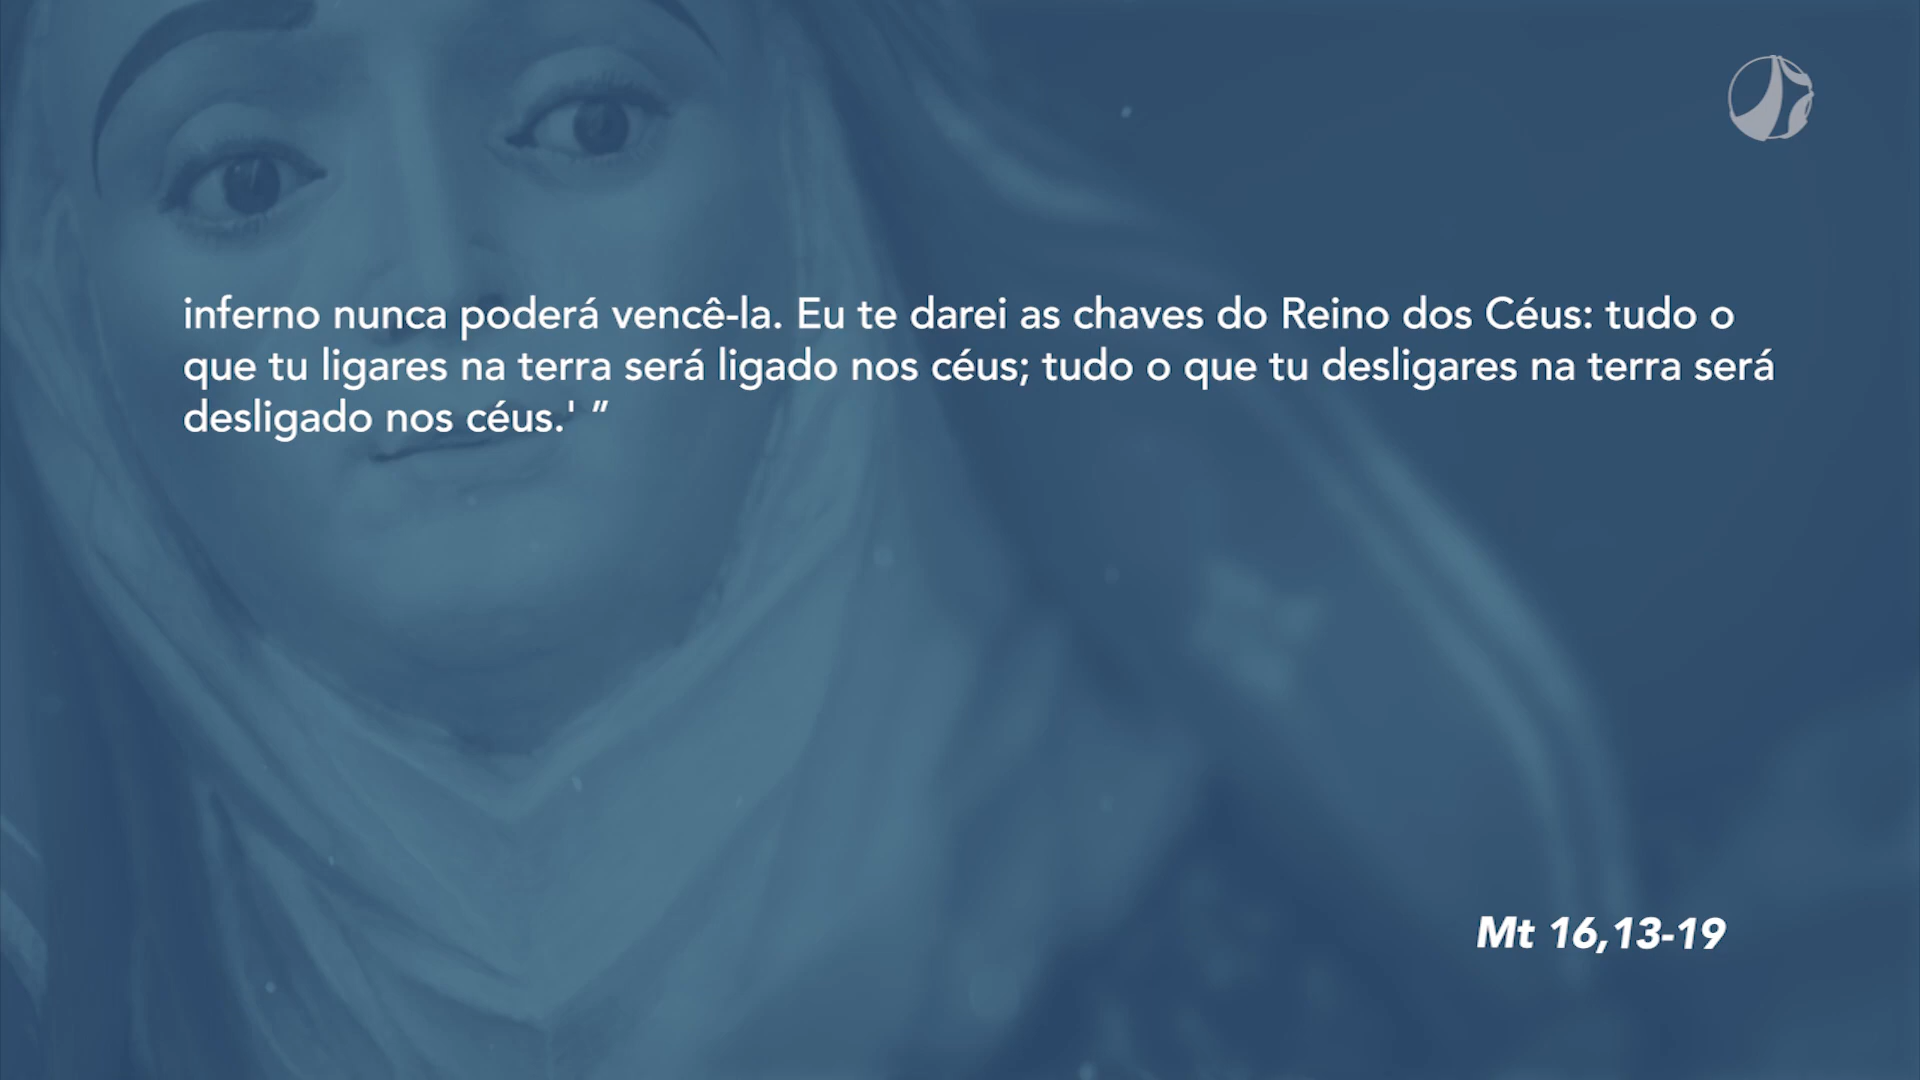 inferno nunca poderá vencê-la. Eu te darei as chaves do Reino dos Céus: tudo o
que tu ligares na terra será ligado nos céus; tudo o que tu desligares na terra será
desligado nos céus.' ”
Mt 16,13-19